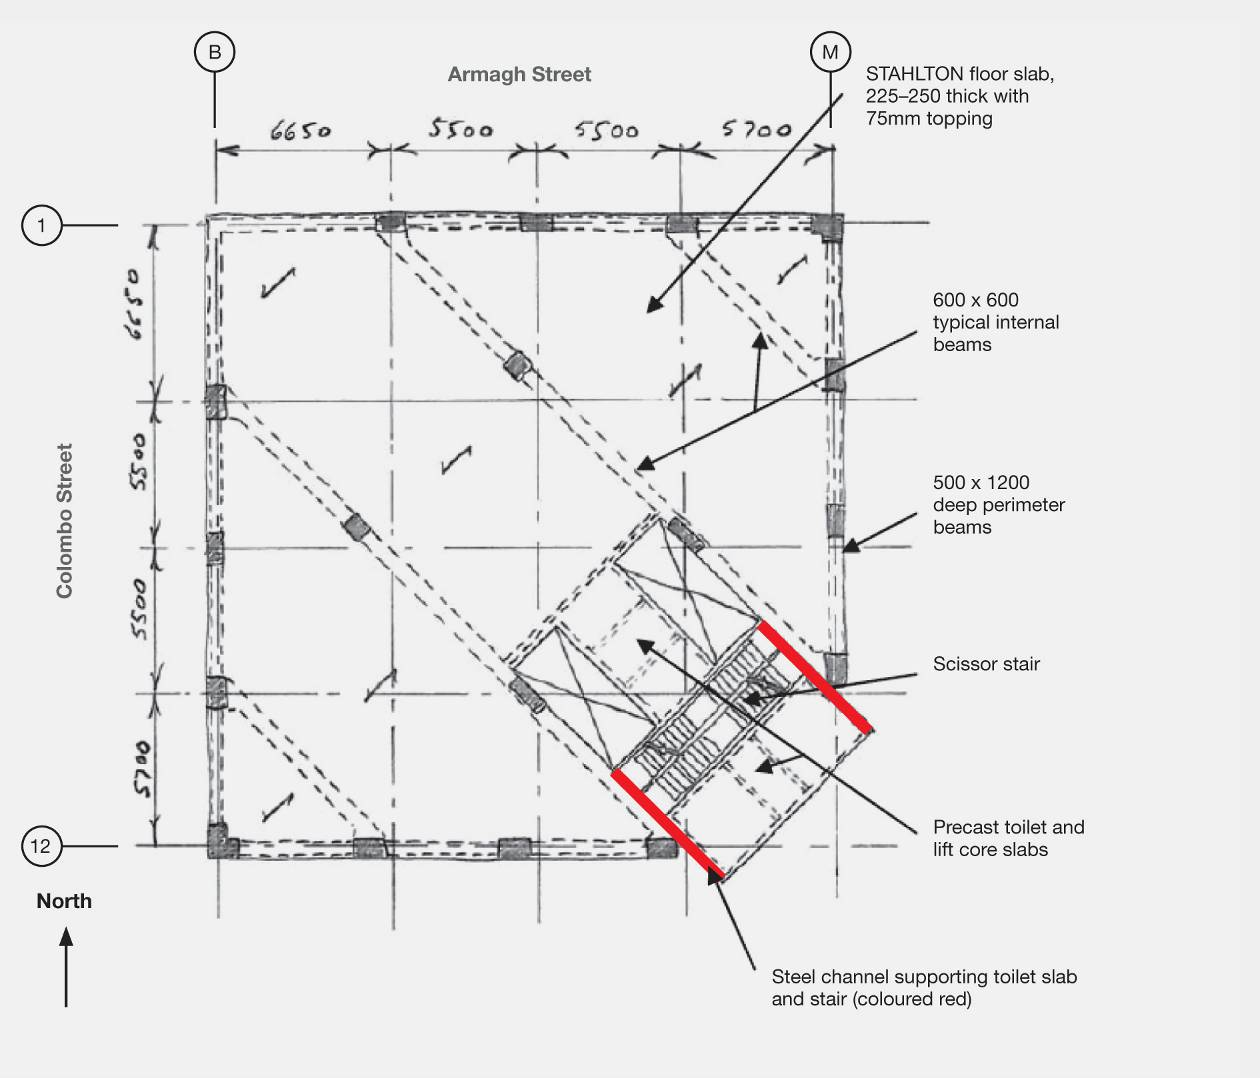 B
M
Armagh Street
STAHLTON floor slab,
225–250 thick with
75mm topping
6650
5500
5500
5700
1
6650
600 x 600
typical internal
beams
5500
500 x 1200
deep perimeter
beams
Colombo Street
5500
Scissor stair
5700
Precast toilet and
lift core slabs
12
North
Steel channel supporting toilet slab
and stair (coloured red)